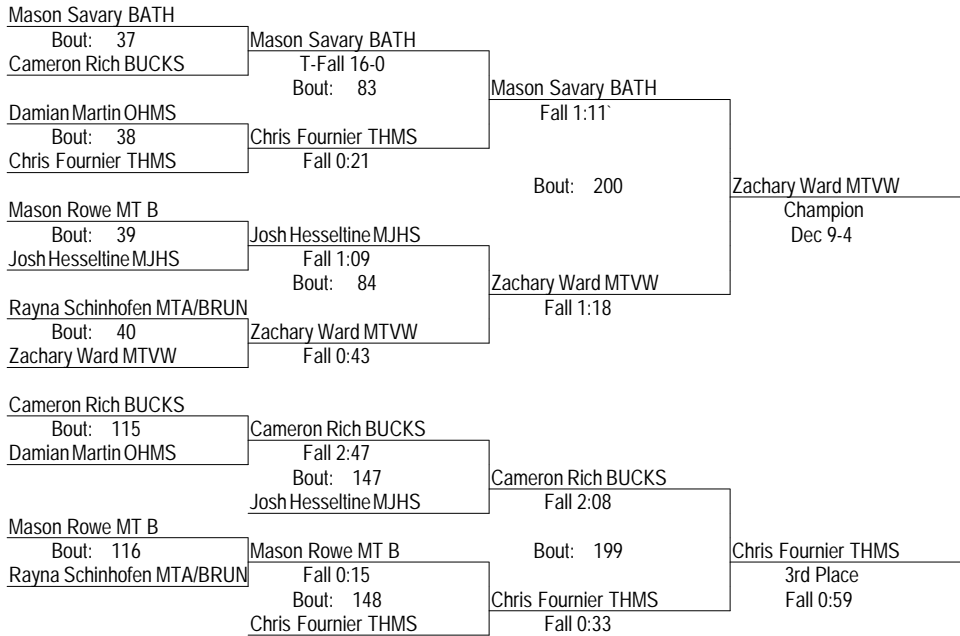 Mason Savary BATH
Bout: 37
Cameron Rich BUCKS
Mason Savary BATH
T-Fall 16-0
Bout: 83
Damian Martin OHMS
Bout: 38
Chris Fournier THMS
Chris Fournier THMS
Fall 0:21
Mason Savary BATH
Fall 1:11`
Bout: 200
Mason Rowe MT B
Bout: 39
Josh Hesseltine MJHS
Josh Hesseltine MJHS
Fall 1:09
Bout: 84
Rayna Schinhofen MTA/BRUN
Bout: 40
Zachary Ward MTVW
Zachary Ward MTVW
Fall 0:43
Zachary Ward MTVW
Fall 1:18
Zachary Ward MTVW
Champion
Dec 9-4
Cameron Rich BUCKS
Bout: 115
Damian Martin OHMS
Cameron Rich BUCKS
Fall 2:47
Bout: 147
Josh Hesseltine MJHS
Cameron Rich BUCKS
Fall 2:08
Bout: 199
Mason Rowe MT B
Bout: 116
Rayna Schinhofen MTA/BRUN
Mason Rowe MT B
Fall 0:15
Bout: 148
Chris Fournier THMS
Chris Fournier THMS
Fall 0:33
Chris Fournier THMS
3rd Place
Fall 0:59